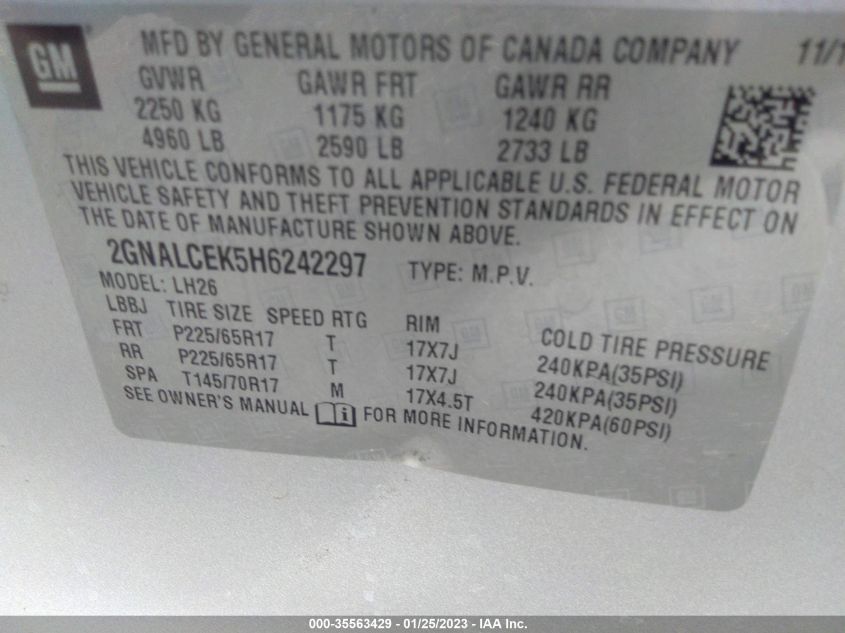 GM
MFD BY GENERAL MOTORS OF CANADA COMPANY 11/1
GVWR GAWR FRT GAWR RR
2250 KG 1175 KG 1240 KG
4960 LB 2590 LB 2733 LB
THIS VEHICLE CONFORMS TO ALL APPLICABLE U.S. FEDERAL MOTOR
VEHICLE SAFETY AND THEFT PREVENTION STANDARDS IN EFFECT ON
THE DATE OF MANUFACTURE SHOWN ABOVE.
2GNALCEK5H6242297 TYPE: M.P.V.
MODEL: LH26
LBBJ TIRE SIZE SPEED RTG RIM COLD TIRE PRESSURE
FRT P225/65R17 T 17X7J 240KPA(35PSI)
RR P225/65R17 T 17X7J 240KPA(35PSI)
SPA T145/70R17 M 17X4.5T 420KPA(60PSI)
SEE OWNER'S MANUAL i FOR MORE INFORMATION.
000-35563429 - 01/25/2023 - IAA Inc.